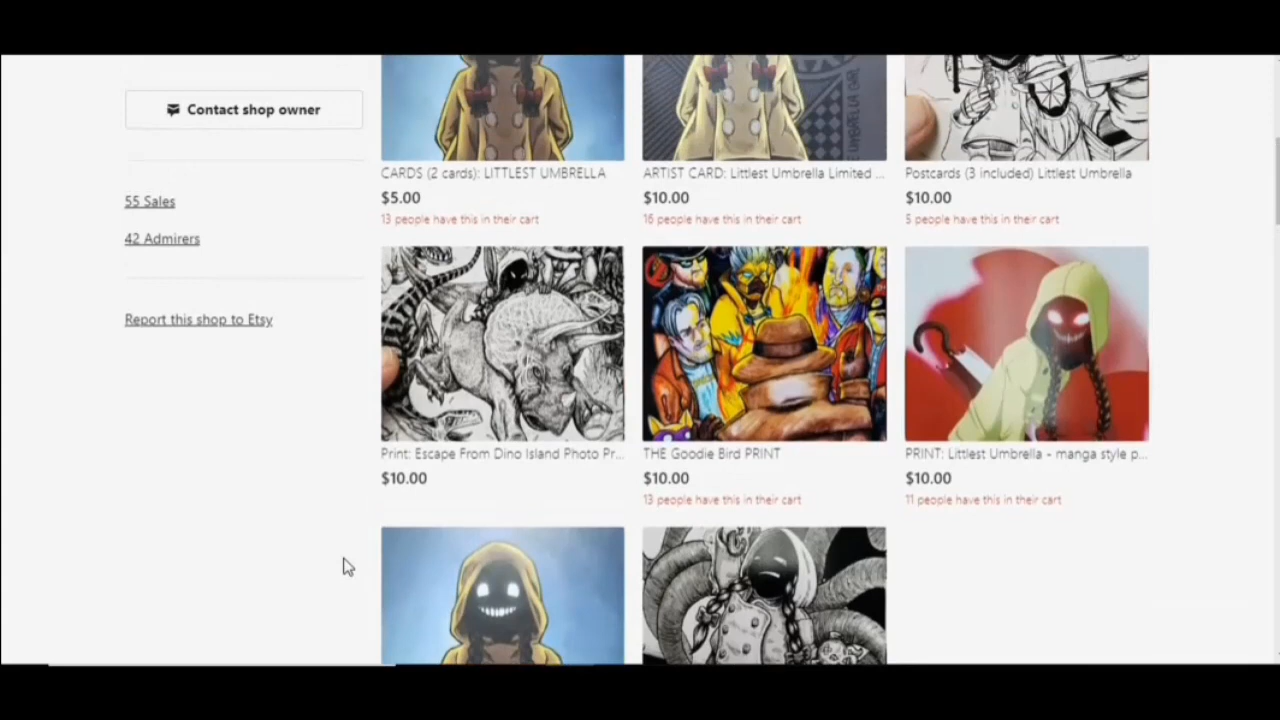 Contact shop owner
55 Sales
42 Admirers
Report this shop to Etsy
CARDS (2 cards): LITTLEST UMBRELLA
$5.00
13 people have this in their cart
ARTIST CARD: Littlest Umbrella Limited ...
$10.00
16 people have this in their cart
Postcards (3 included) Littlest Umbrella
$10.00
5 people have this in their cart
Print: Escape From Dino Island Photo Pr...
$10.00
THE Goodie Bird PRINT
$10.00
13 people have this in their cart
PRINT: Littlest Umbrella - manga style p...
$10.00
11 people have this in their cart